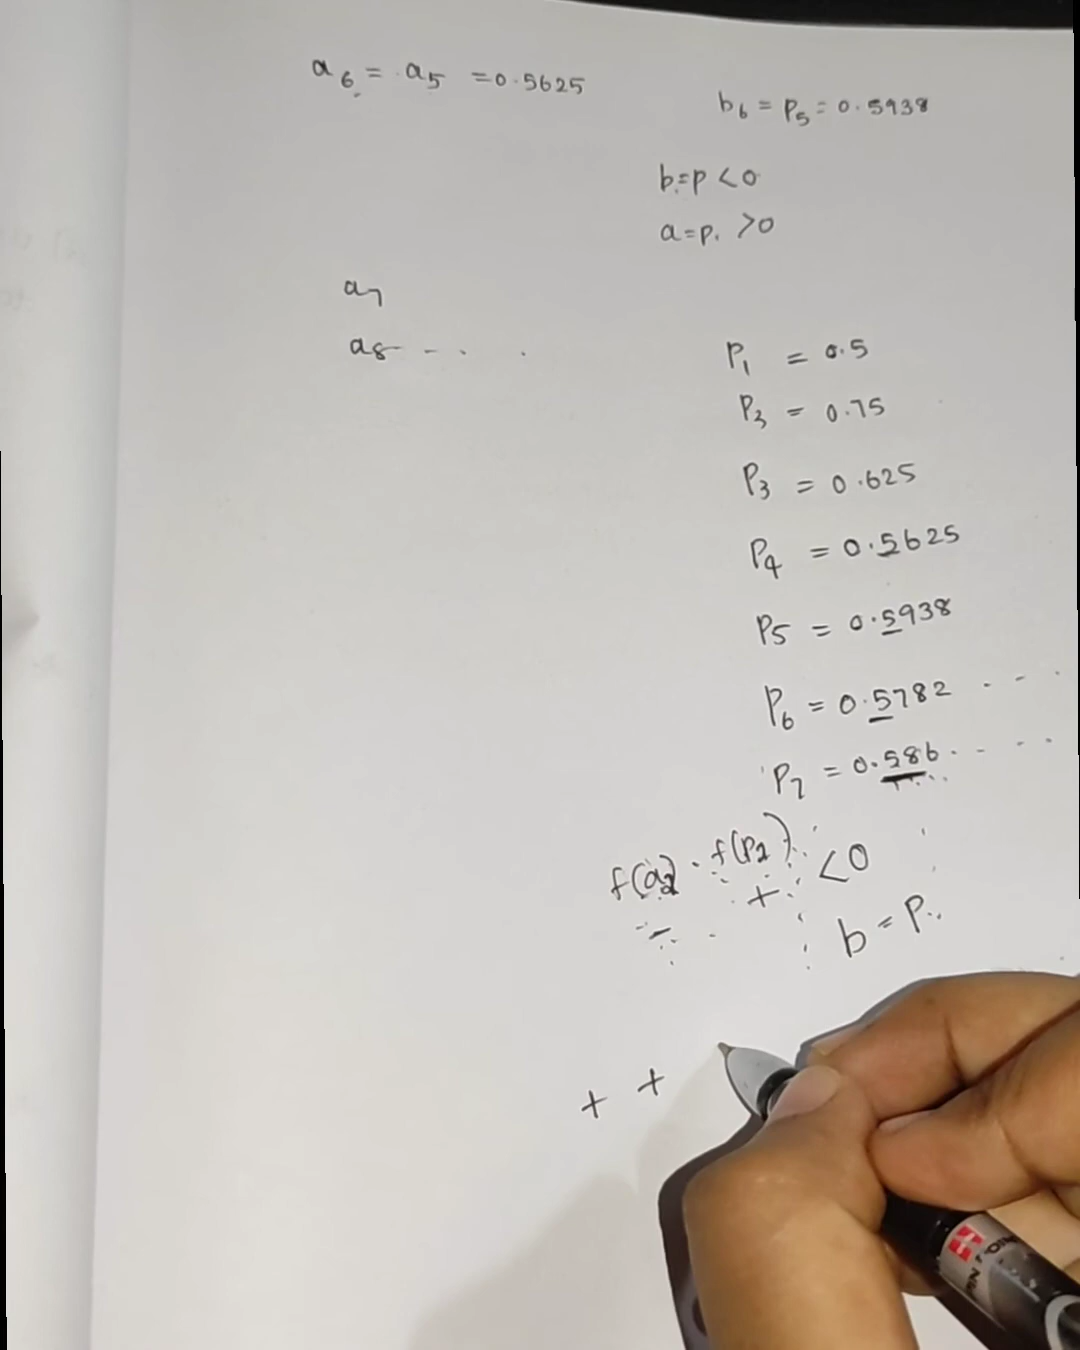 a6 = a5 = 0.5625
b6 = P5 = 0.5938
b=p <0
a=p. >0
a7
a8 - - . .
P1 = 0.5
P3 = 0.75
P3 = 0.625
P4 = 0.5625
P5 = 0.5938
P6 = 0.5782 - - .
P7 = 0.586 . - - .
f(a2) . f(P2) <0
- +
b = P..
+ +